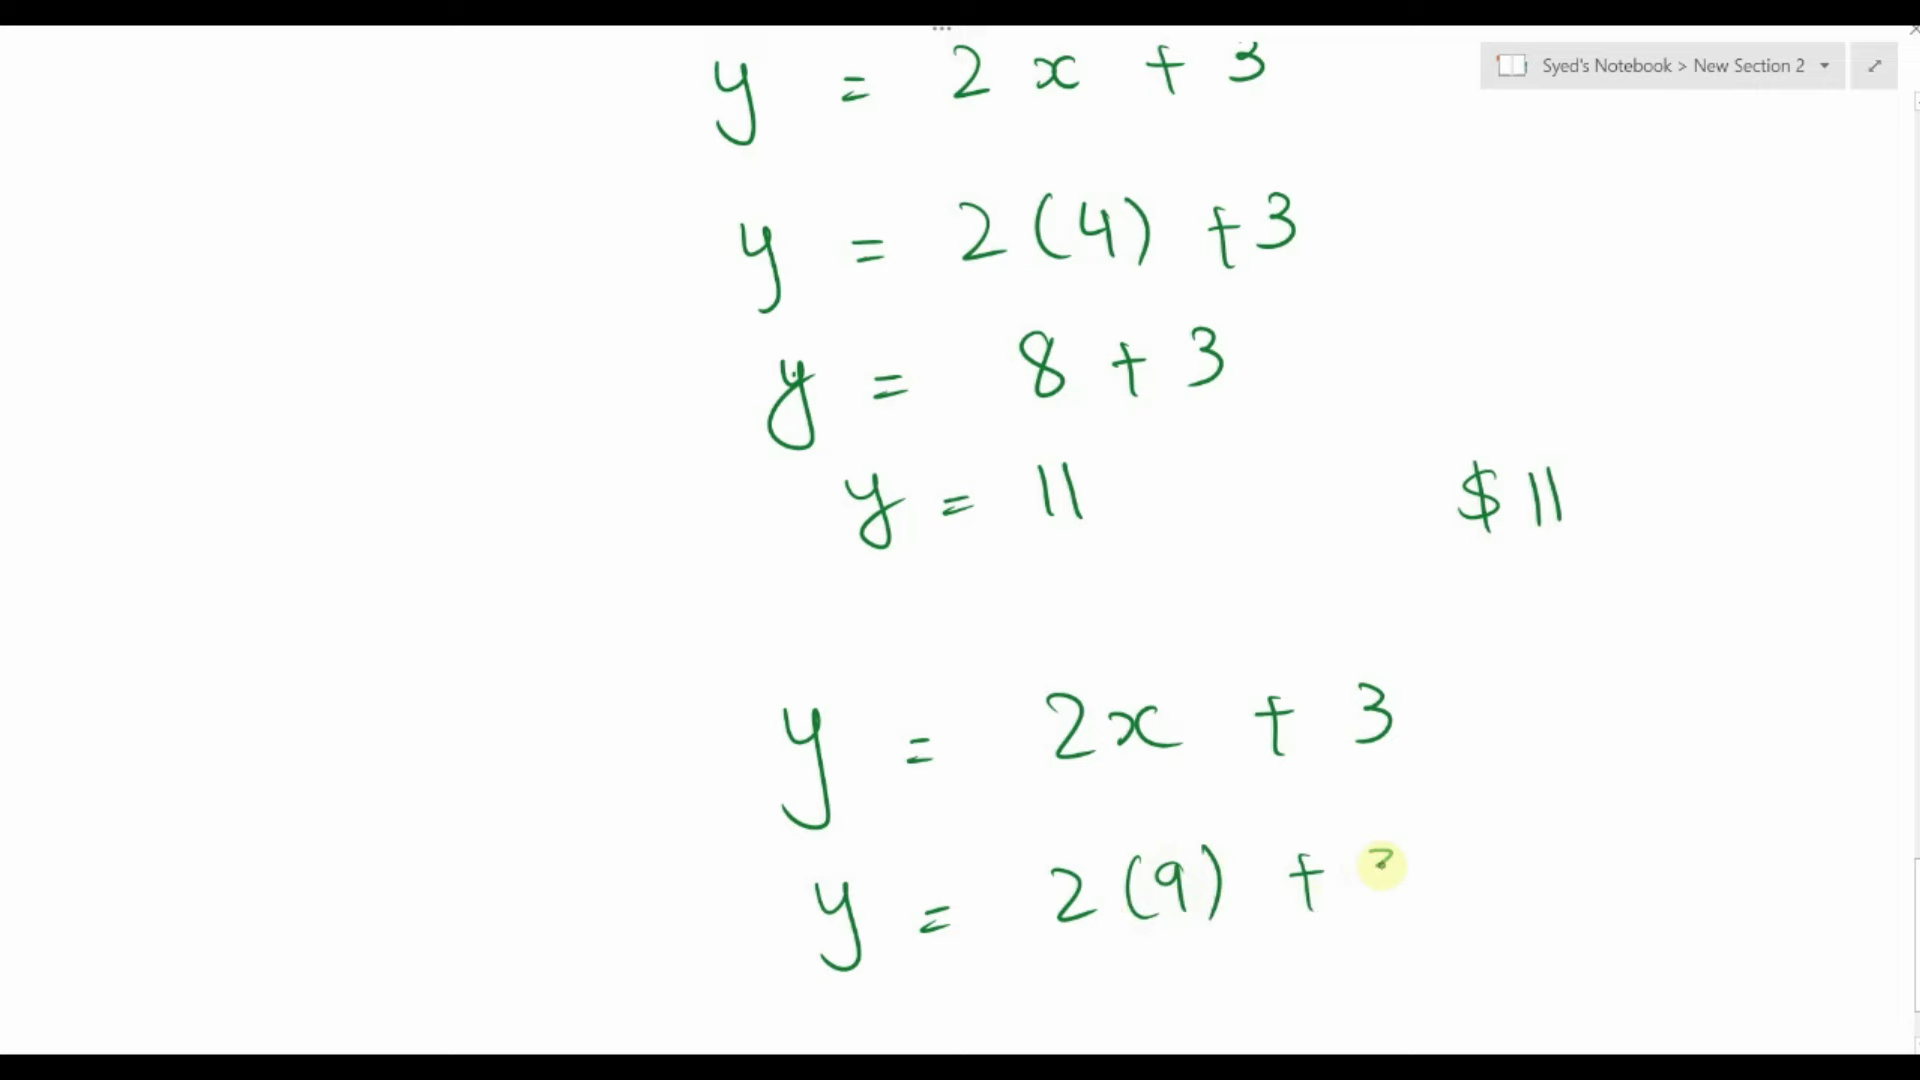 y = 2x + 3
Syed's Notebook > New Section 2
y = 2(4) + 3
y = 8 + 3
y = 11
$11
y = 2x + 3
y = 2(9) +